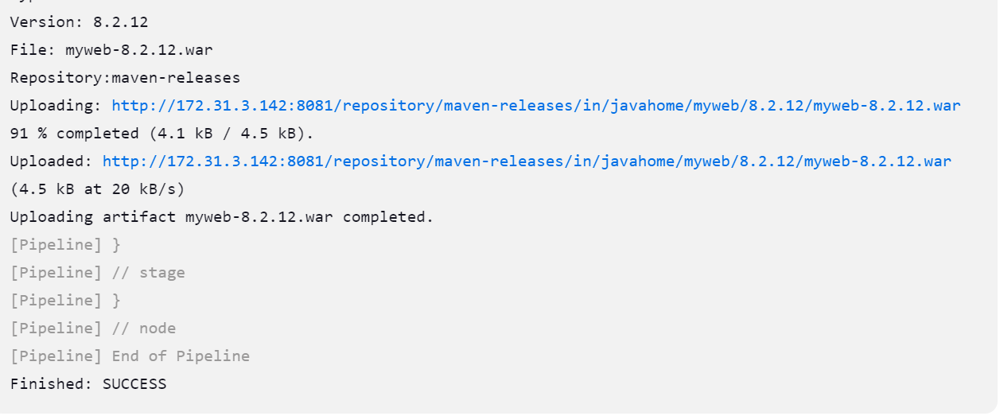 Version: 8.2.12
File: myweb-8.2.12.war
Repository:maven-releases
Uploading: http://172.31.3.142:8081/repository/maven-releases/in/javahome/myweb/8.2.12/myweb-8.2.12.war
91 % completed (4.1 kB / 4.5 kB).
Uploaded: http://172.31.3.142:8081/repository/maven-releases/in/javahome/myweb/8.2.12/myweb-8.2.12.war
(4.5 kB at 20 kB/s)
Uploading artifact myweb-8.2.12.war completed.
[Pipeline] }
[Pipeline] // stage
[Pipeline] }
[Pipeline] // node
[Pipeline] End of Pipeline
Finished: SUCCESS